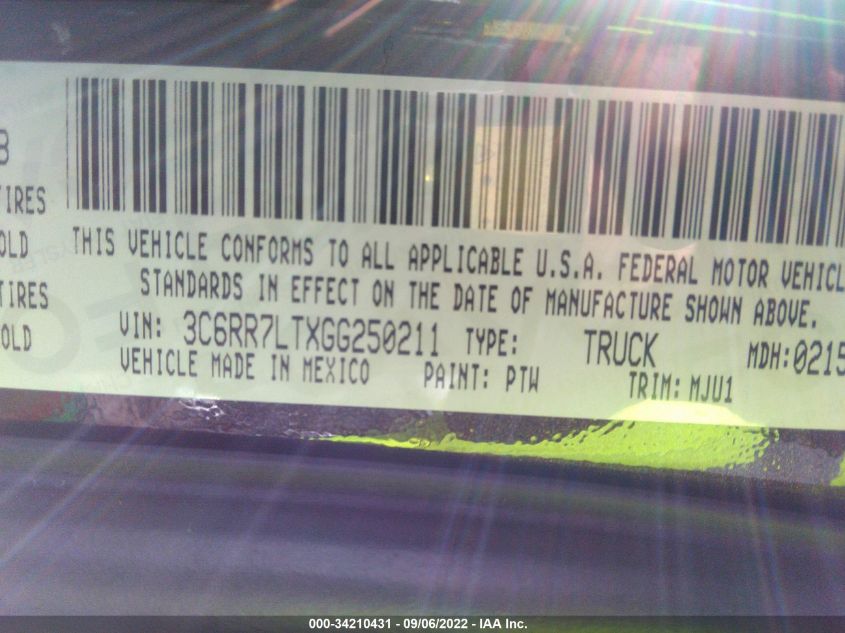 B
TIRES
OLD
TIRES
OLD
THIS VEHICLE CONFORMS TO ALL APPLICABLE U.S.A. FEDERAL MOTOR VEHICL
STANDARDS IN EFFECT ON THE DATE OF MANUFACTURE SHOWN ABOVE.
VIN: 3C6RR7LTXGG250211 TYPE: TRUCK MDH:0215
VEHICLE MADE IN MEXICO PAINT: PTW TRIM: MJU1
000-34210431 - 09/06/2022 - IAA Inc.